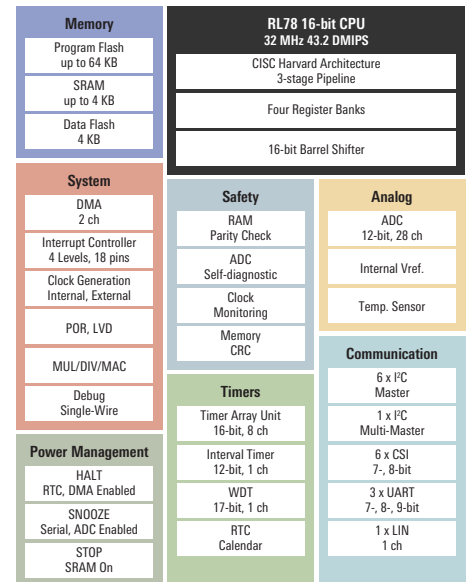 Memory
Program Flash
up to 64 KB
SRAM
up to 4 KB
Data Flash
4 KB
RL78 16-bit CPU
32 MHz 43.2 DMIPS
CISC Harvard Architecture
3-stage Pipeline
Four Register Banks
16-bit Barrel Shifter
System
DMA
2 ch
Interrupt Controller
4 Levels, 18 pins
Clock Generation
Internal, External
POR, LVD
MUL/DIV/MAC
Debug
Single-Wire
Safety
RAM
Parity Check
ADC
Self-diagnostic
Clock
Monitoring
Memory
CRC
Analog
ADC
12-bit, 28 ch
Internal Vref.
Temp. Sensor
Power Management
HALT
RTC, DMA Enabled
SNOOZE
Serial, ADC Enabled
STOP
SRAM On
Timers
Timer Array Unit
16-bit, 8 ch
Interval Timer
12-bit, 1 ch
WDT
17-bit, 1 ch
RTC
Calendar
Communication
6 x I²C
Master
1 x I²C
Multi-Master
6 x CSI
7-, 8-bit
3 x UART
7-, 8-, 9-bit
1 x LIN
1 ch